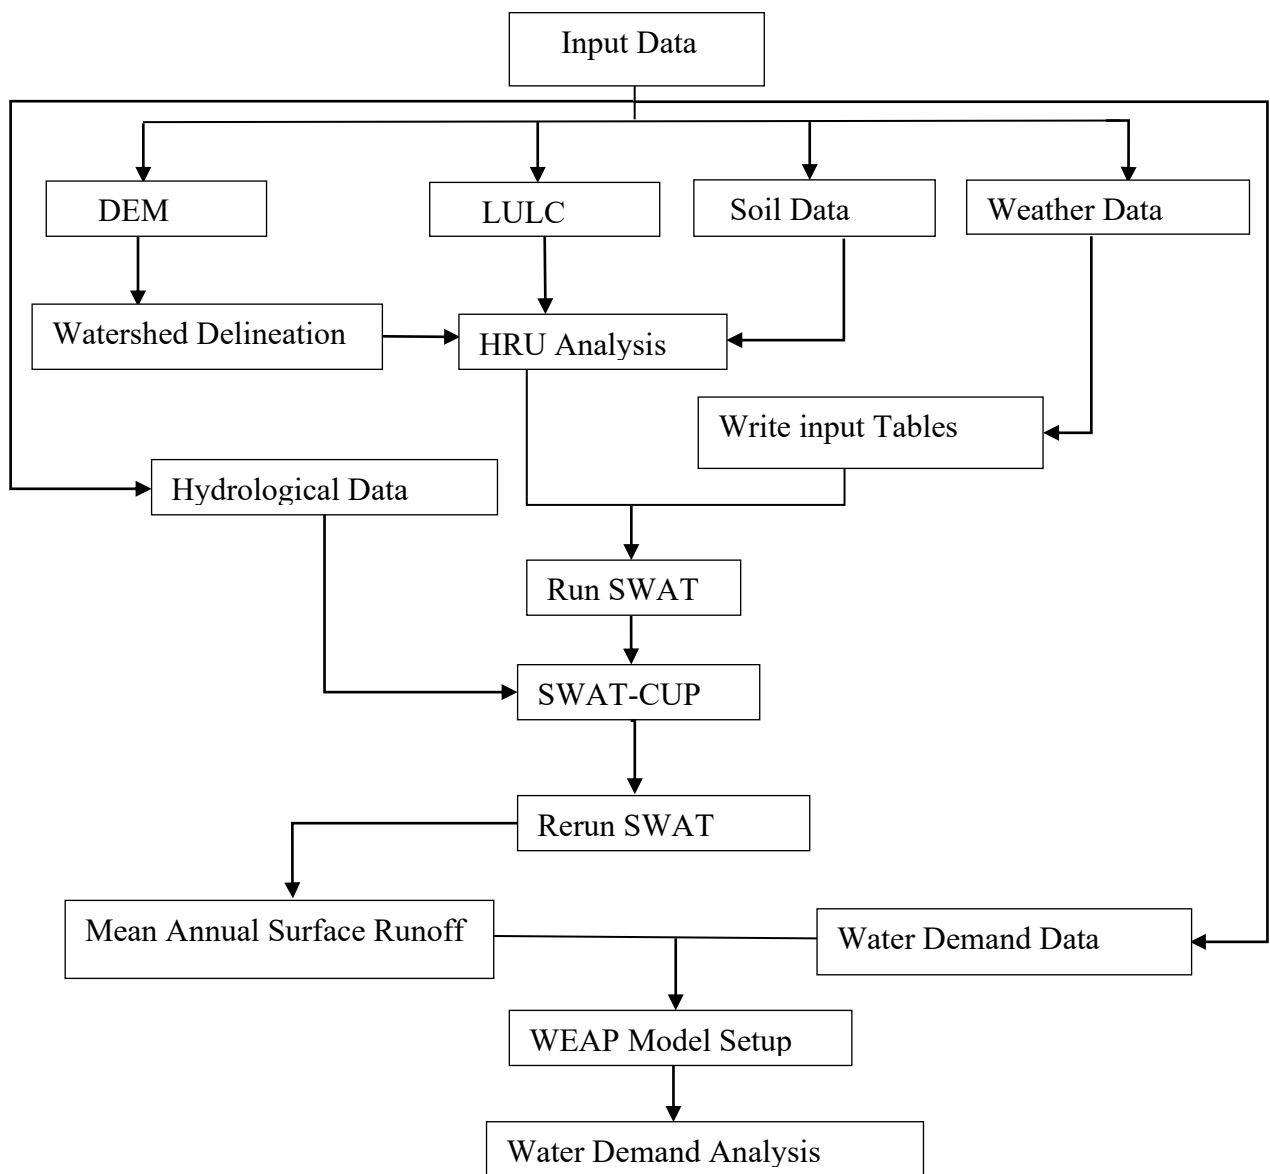 Input Data
DEM
LULC
Soil Data
Weather Data
Watershed Delineation
HRU Analysis
Write input Tables
Hydrological Data
Run SWAT
SWAT-CUP
Rerun SWAT
Mean Annual Surface Runoff
Water Demand Data
WEAP Model Setup
Water Demand Analysis